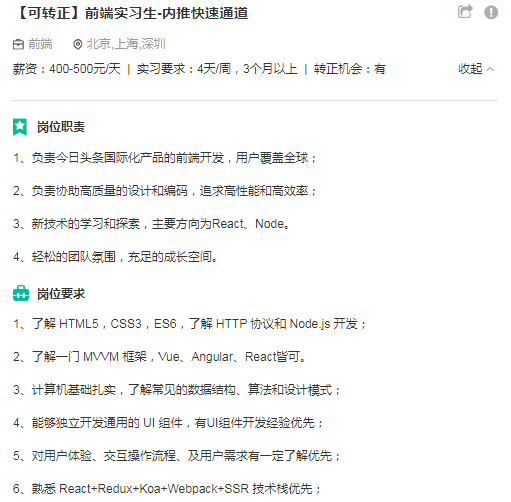 【可转正】前端实习生-内推快速通道
前端 北京,上海,深圳
薪资：400-500元/天 | 实习要求：4天/周，3个月以上 | 转正机会：有 收起
岗位职责
1、负责今日头条国际化产品的前端开发，用户覆盖全球；
2、负责协助高质量的设计和编码，追求高性能和高效率；
3、新技术的学习和探索，主要方向为React、Node。
4、轻松的团队氛围，充足的成长空间。
岗位要求
1、了解 HTML5，CSS3，ES6，了解 HTTP 协议和 Node.js 开发；
2、了解一门 MVVM 框架，Vue、Angular、React皆可。
3、计算机基础扎实，了解常见的数据结构、算法和设计模式；
4、能够独立开发通用的 UI 组件，有UI组件开发经验优先；
5、对用户体验、交互操作流程、及用户需求有一定了解优先；
6、熟悉 React+Redux+Koa+Webpack+SSR 技术栈优先；